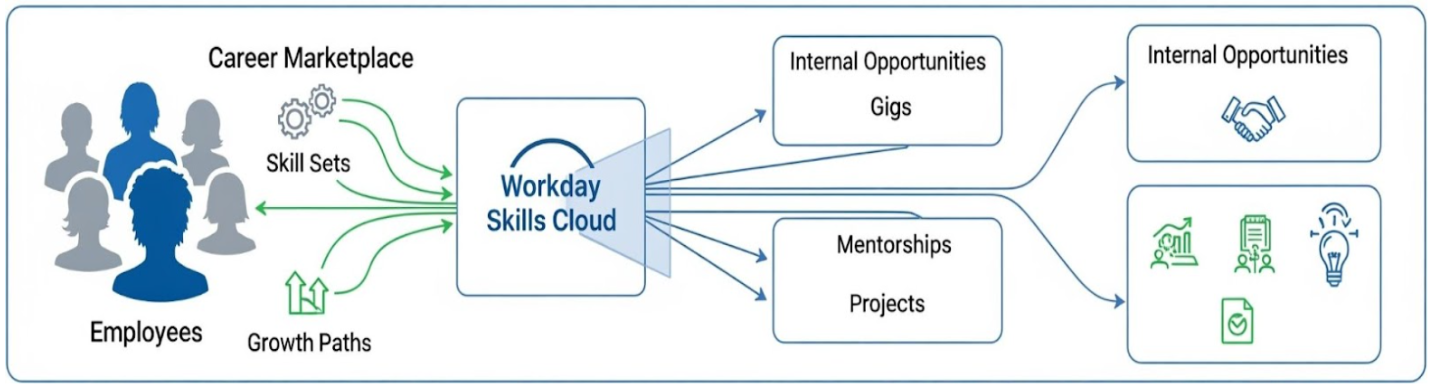 Career Marketplace
Skill Sets
Employees
Growth Paths
Workday
Skills Cloud
Internal Opportunities
Gigs
Mentorships
Projects
Internal Opportunities